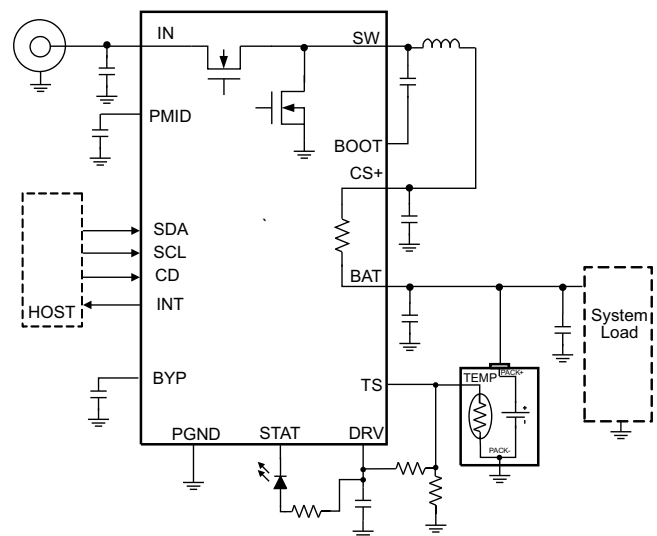 IN
SW
PMID
BOOT
CS+
SDA
SCL
CD
INT
HOST
BAT
System
Load
BYP
TS
TEMP
PACK+
+
-
PACK-
PGND
STAT
DRV